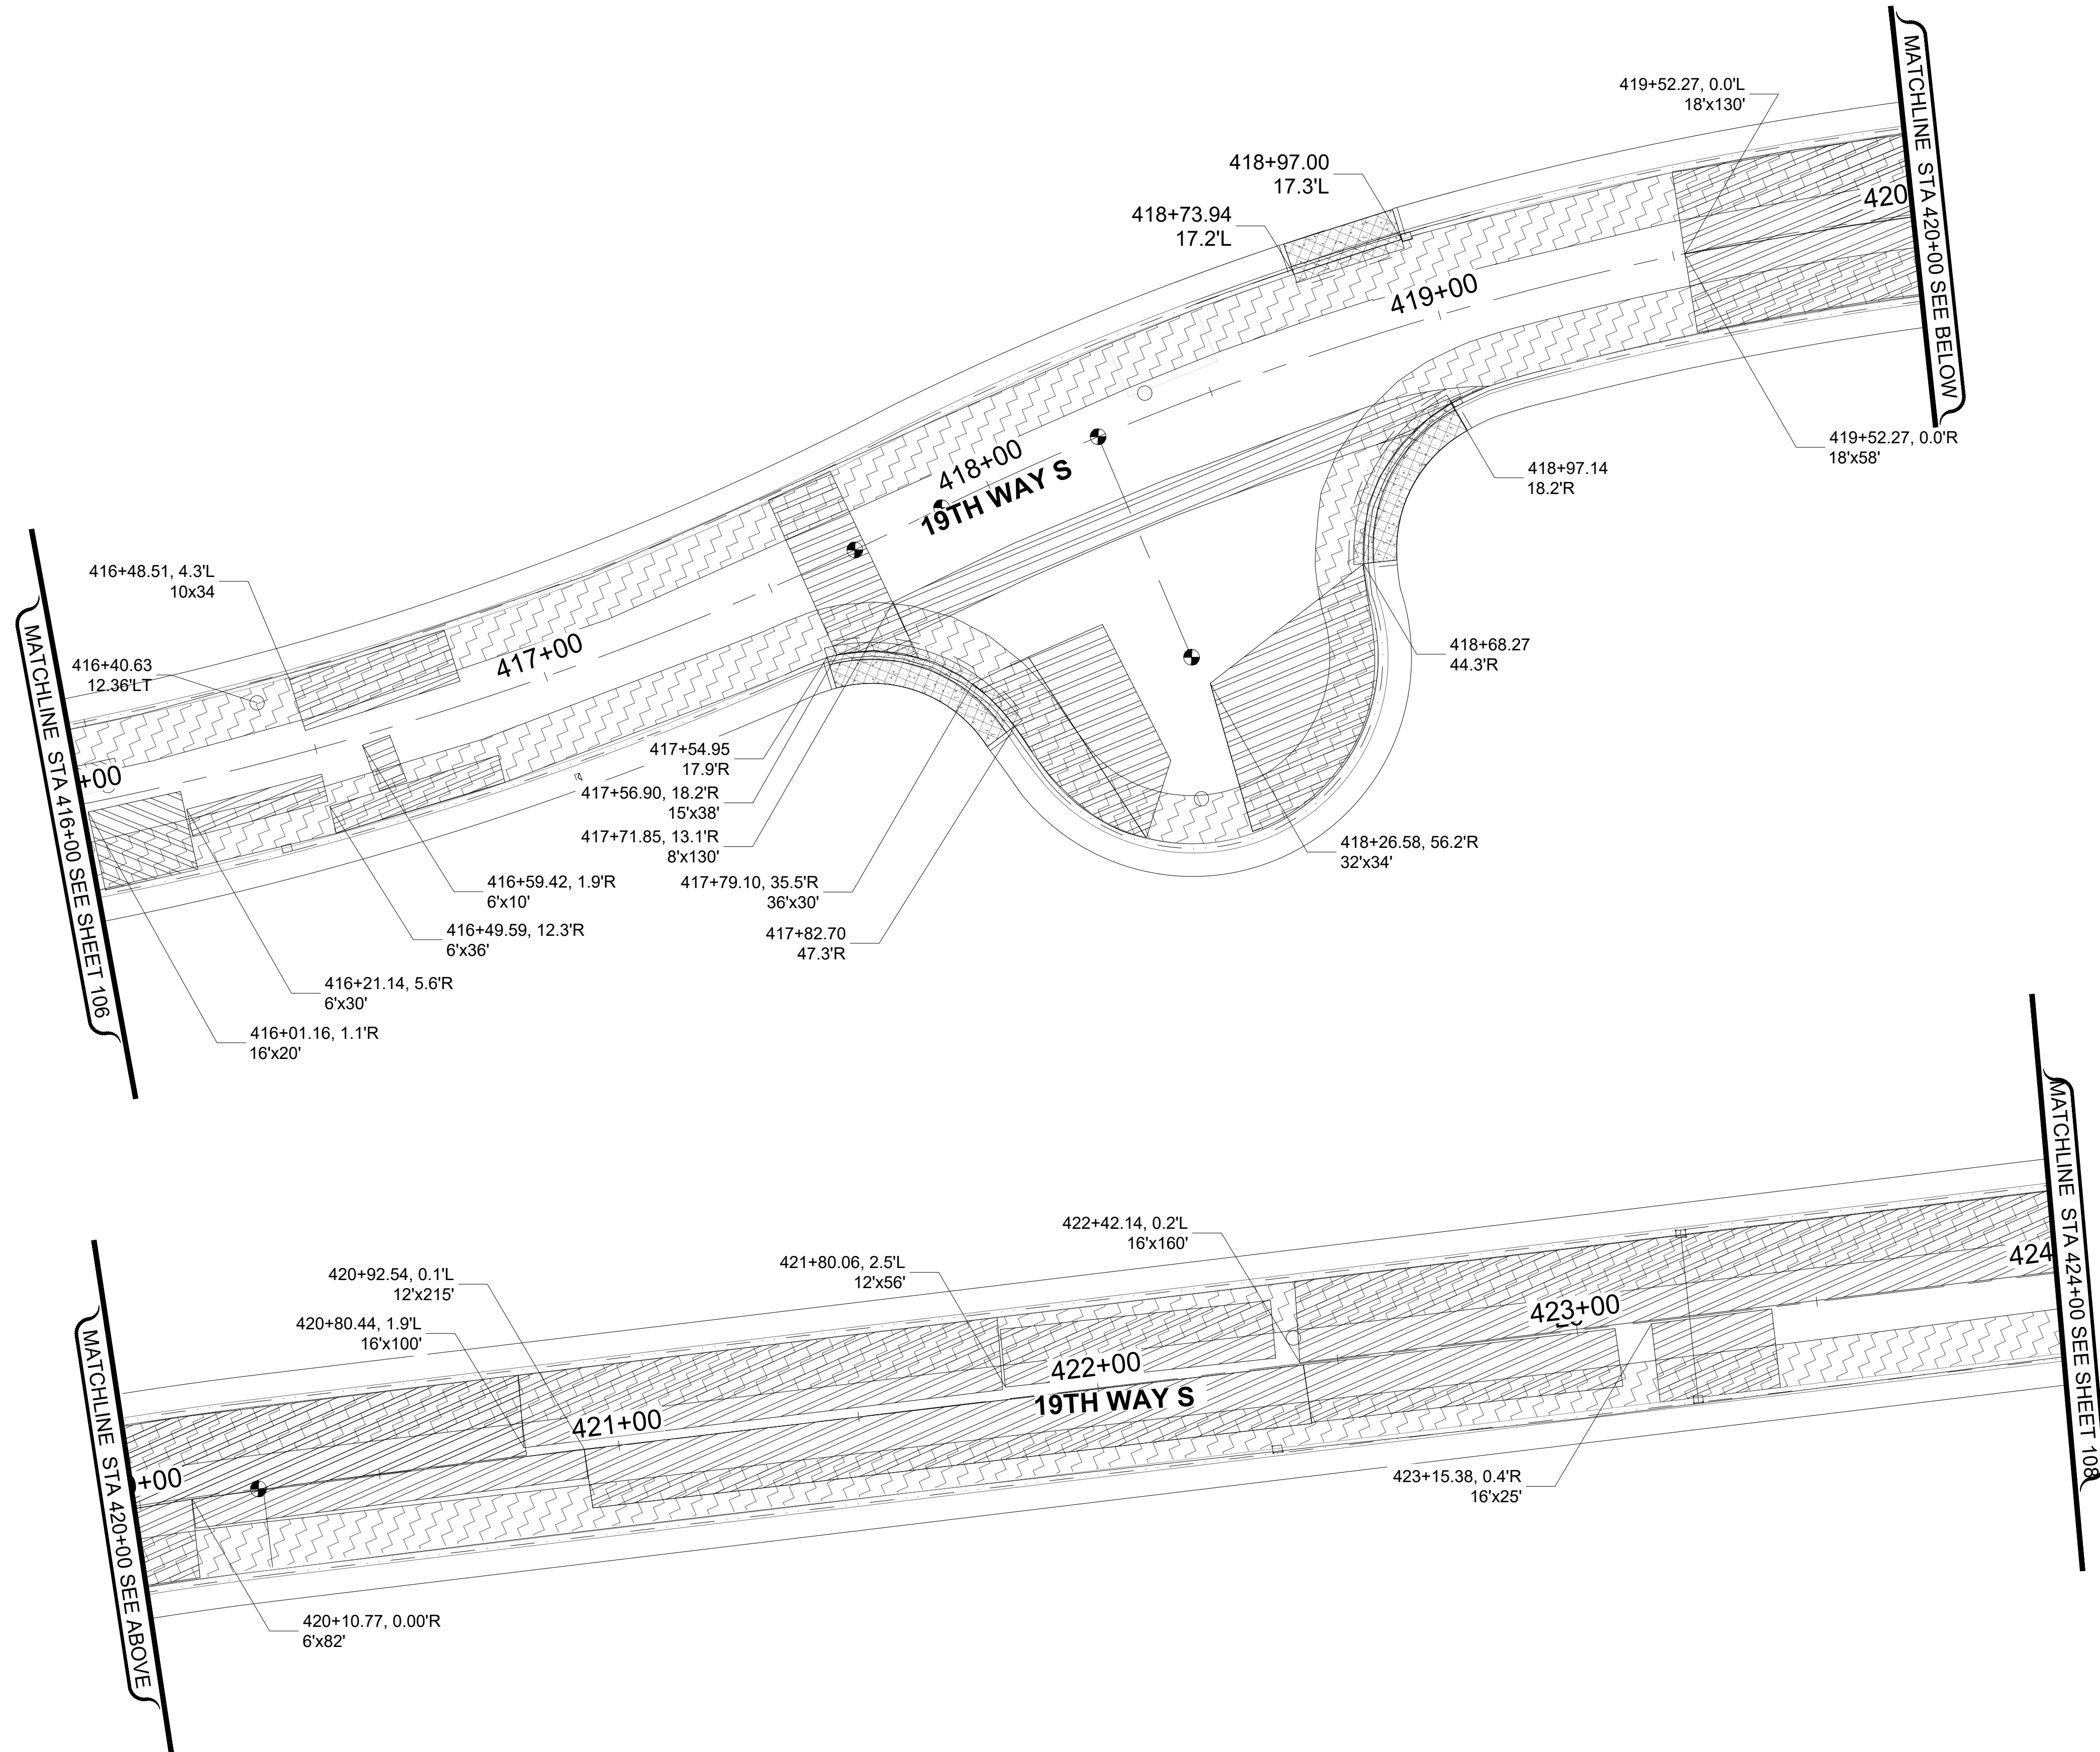 MATCHLINE STA 420+00 SEE BELOW
419+52.27, 0.0'L
18'x130'
418+97.00
17.3'L
418+73.94
17.2'L
420
419+00
418+00
19TH WAY S
417+00
419+52.27, 0.0'R
18'x58'
418+97.14
18.2'R
416+48.51, 4.3'L
10x34
416+40.63
12.36'LT
MATCHLINE STA 416+00 SEE SHEET 106
+00
418+68.27
44.3'R
417+54.95
17.9'R
417+56.90, 18.2'R
15'x38'
417+71.85, 13.1'R
8'x130'
418+26.58, 56.2'R
32'x34'
417+79.10, 35.5'R
36'x30'
416+59.42, 1.9'R
6'x10'
417+82.70
47.3'R
416+49.59, 12.3'R
6'x36'
416+21.14, 5.6'R
6'x30'
416+01.16, 1.1'R
16'x20'
MATCHLINE STA 424+00 SEE SHEET 108
422+42.14, 0.2'L
16'x160'
421+80.06, 2.5'L
12'x56'
420+92.54, 0.1'L
12'x215'
420+80.44, 1.9'L
16'x100'
424
423+00
422+00
19TH WAY S
421+00
+00
MATCHLINE STA 420+00 SEE ABOVE
423+15.38, 0.4'R
16'x25'
420+10.77, 0.00'R
6'x82'